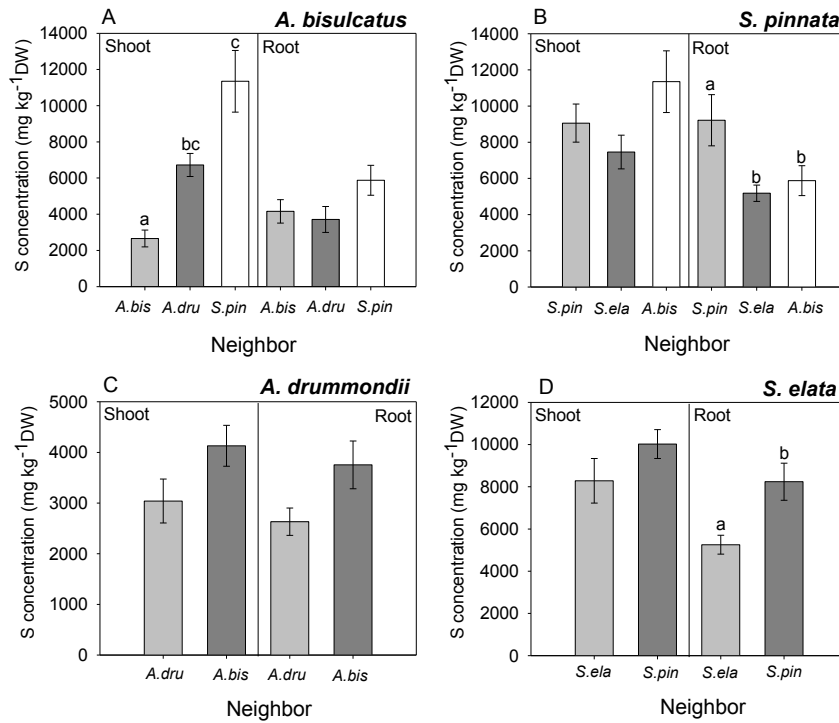 A
A. bisulcatus
Shoot
Root
S concentration (mg kg⁻¹DW)
14000
12000
10000
8000
6000
4000
2000
0
a
bc
c
A.bis
A.dru
S.pin
A.bis
A.dru
S.pin
Neighbor
B
S. pinnata
Shoot
Root
S concentration (mg kg⁻¹DW)
14000
12000
10000
8000
6000
4000
2000
0
a
b
b
S.pin
S.ela
A.bis
S.pin
S.ela
A.bis
Neighbor
C
A. drummondii
Shoot
Root
S concentration (mg kg⁻¹DW)
5000
4000
3000
2000
1000
0
A.dru
A.bis
A.dru
A.bis
Neighbor
D
S. elata
Shoot
Root
S concentration (mg kg⁻¹DW)
12000
10000
8000
6000
4000
2000
0
a
b
S.ela
S.pin
S.ela
S.pin
Neighbor